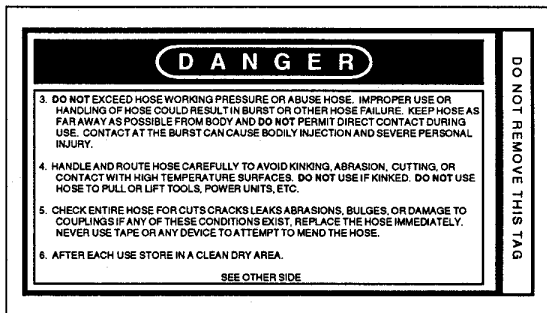 DANGER
3. DO NOT EXCEED HOSE WORKING PRESSURE OR ABUSE HOSE. IMPROPER USE OR
HANDLING OF HOSE COULD RESULT IN BURST OR OTHER HOSE FAILURE. KEEP HOSE AS
FAR AWAY AS POSSIBLE FROM BODY AND DO NOT PERMIT DIRECT CONTACT DURING
USE. CONTACT AT THE BURST CAN CAUSE BODILY INJECTION AND SEVERE PERSONAL
INJURY.
4. HANDLE AND ROUTE HOSE CAREFULLY TO AVOID KINKING, ABRASION, CUTTING, OR
CONTACT WITH HIGH TEMPERATURE SURFACES. DO NOT USE IF KINKED. DO NOT USE
HOSE TO PULL OR LIFT TOOLS, POWER UNITS, ETC.
5. CHECK ENTIRE HOSE FOR CUTS CRACKS LEAKS ABRASIONS, BULGES, OR DAMAGE TO
COUPLINGS IF ANY OF THESE CONDITIONS EXIST, REPLACE THE HOSE IMMEDIATELY.
NEVER USE TAPE OR ANY DEVICE TO ATTEMPT TO MEND THE HOSE.
6. AFTER EACH USE STORE IN A CLEAN DRY AREA.
SEE OTHER SIDE
DO NOT REMOVE THIS TAG